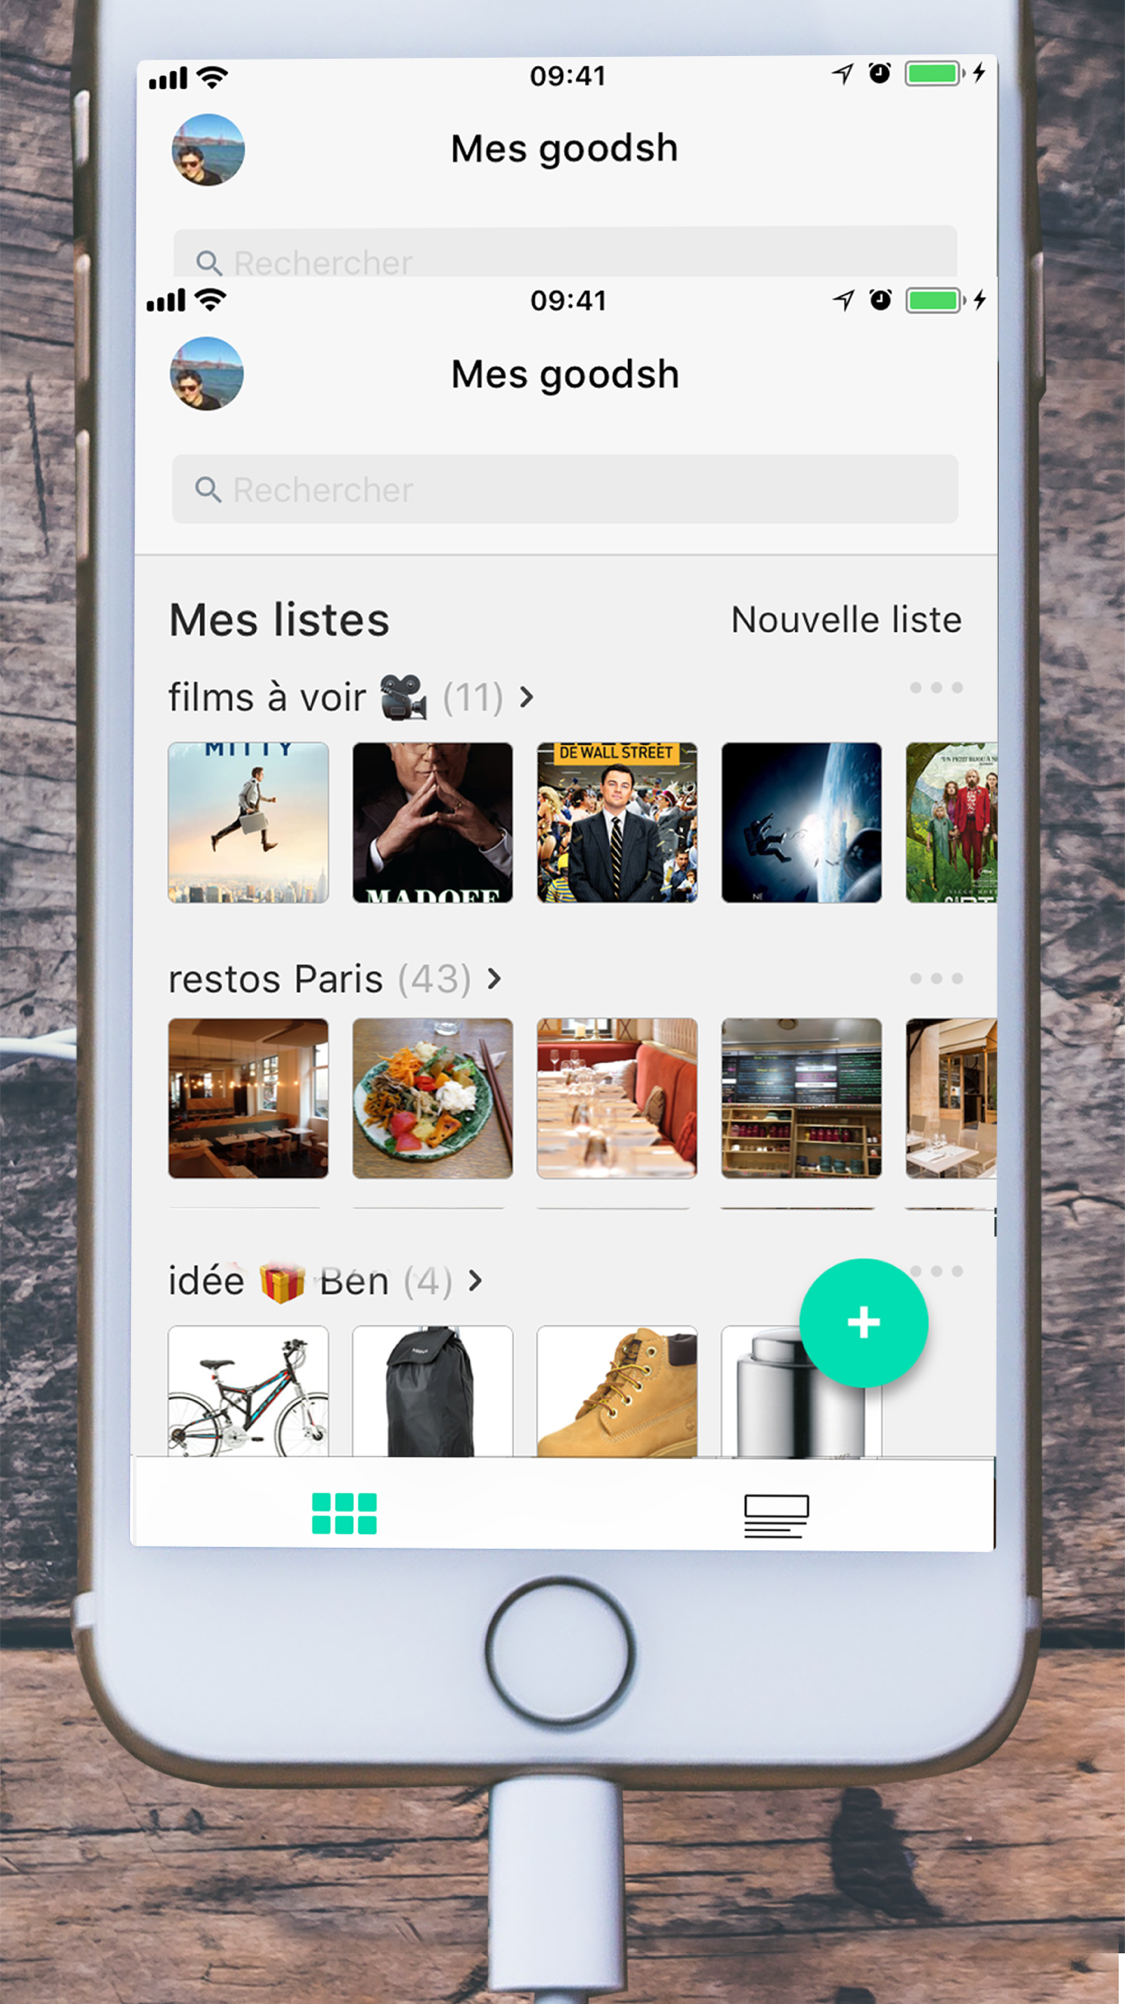 09:41
Mes goodsh
Rechercher
09:41
Mes goodsh
Rechercher
Mes listes
Nouvelle liste
films à voir (11) >
MITTY
MADOFF
DE WALL STREET
NE
restos Paris (43) >
idée Ben (4) >
+